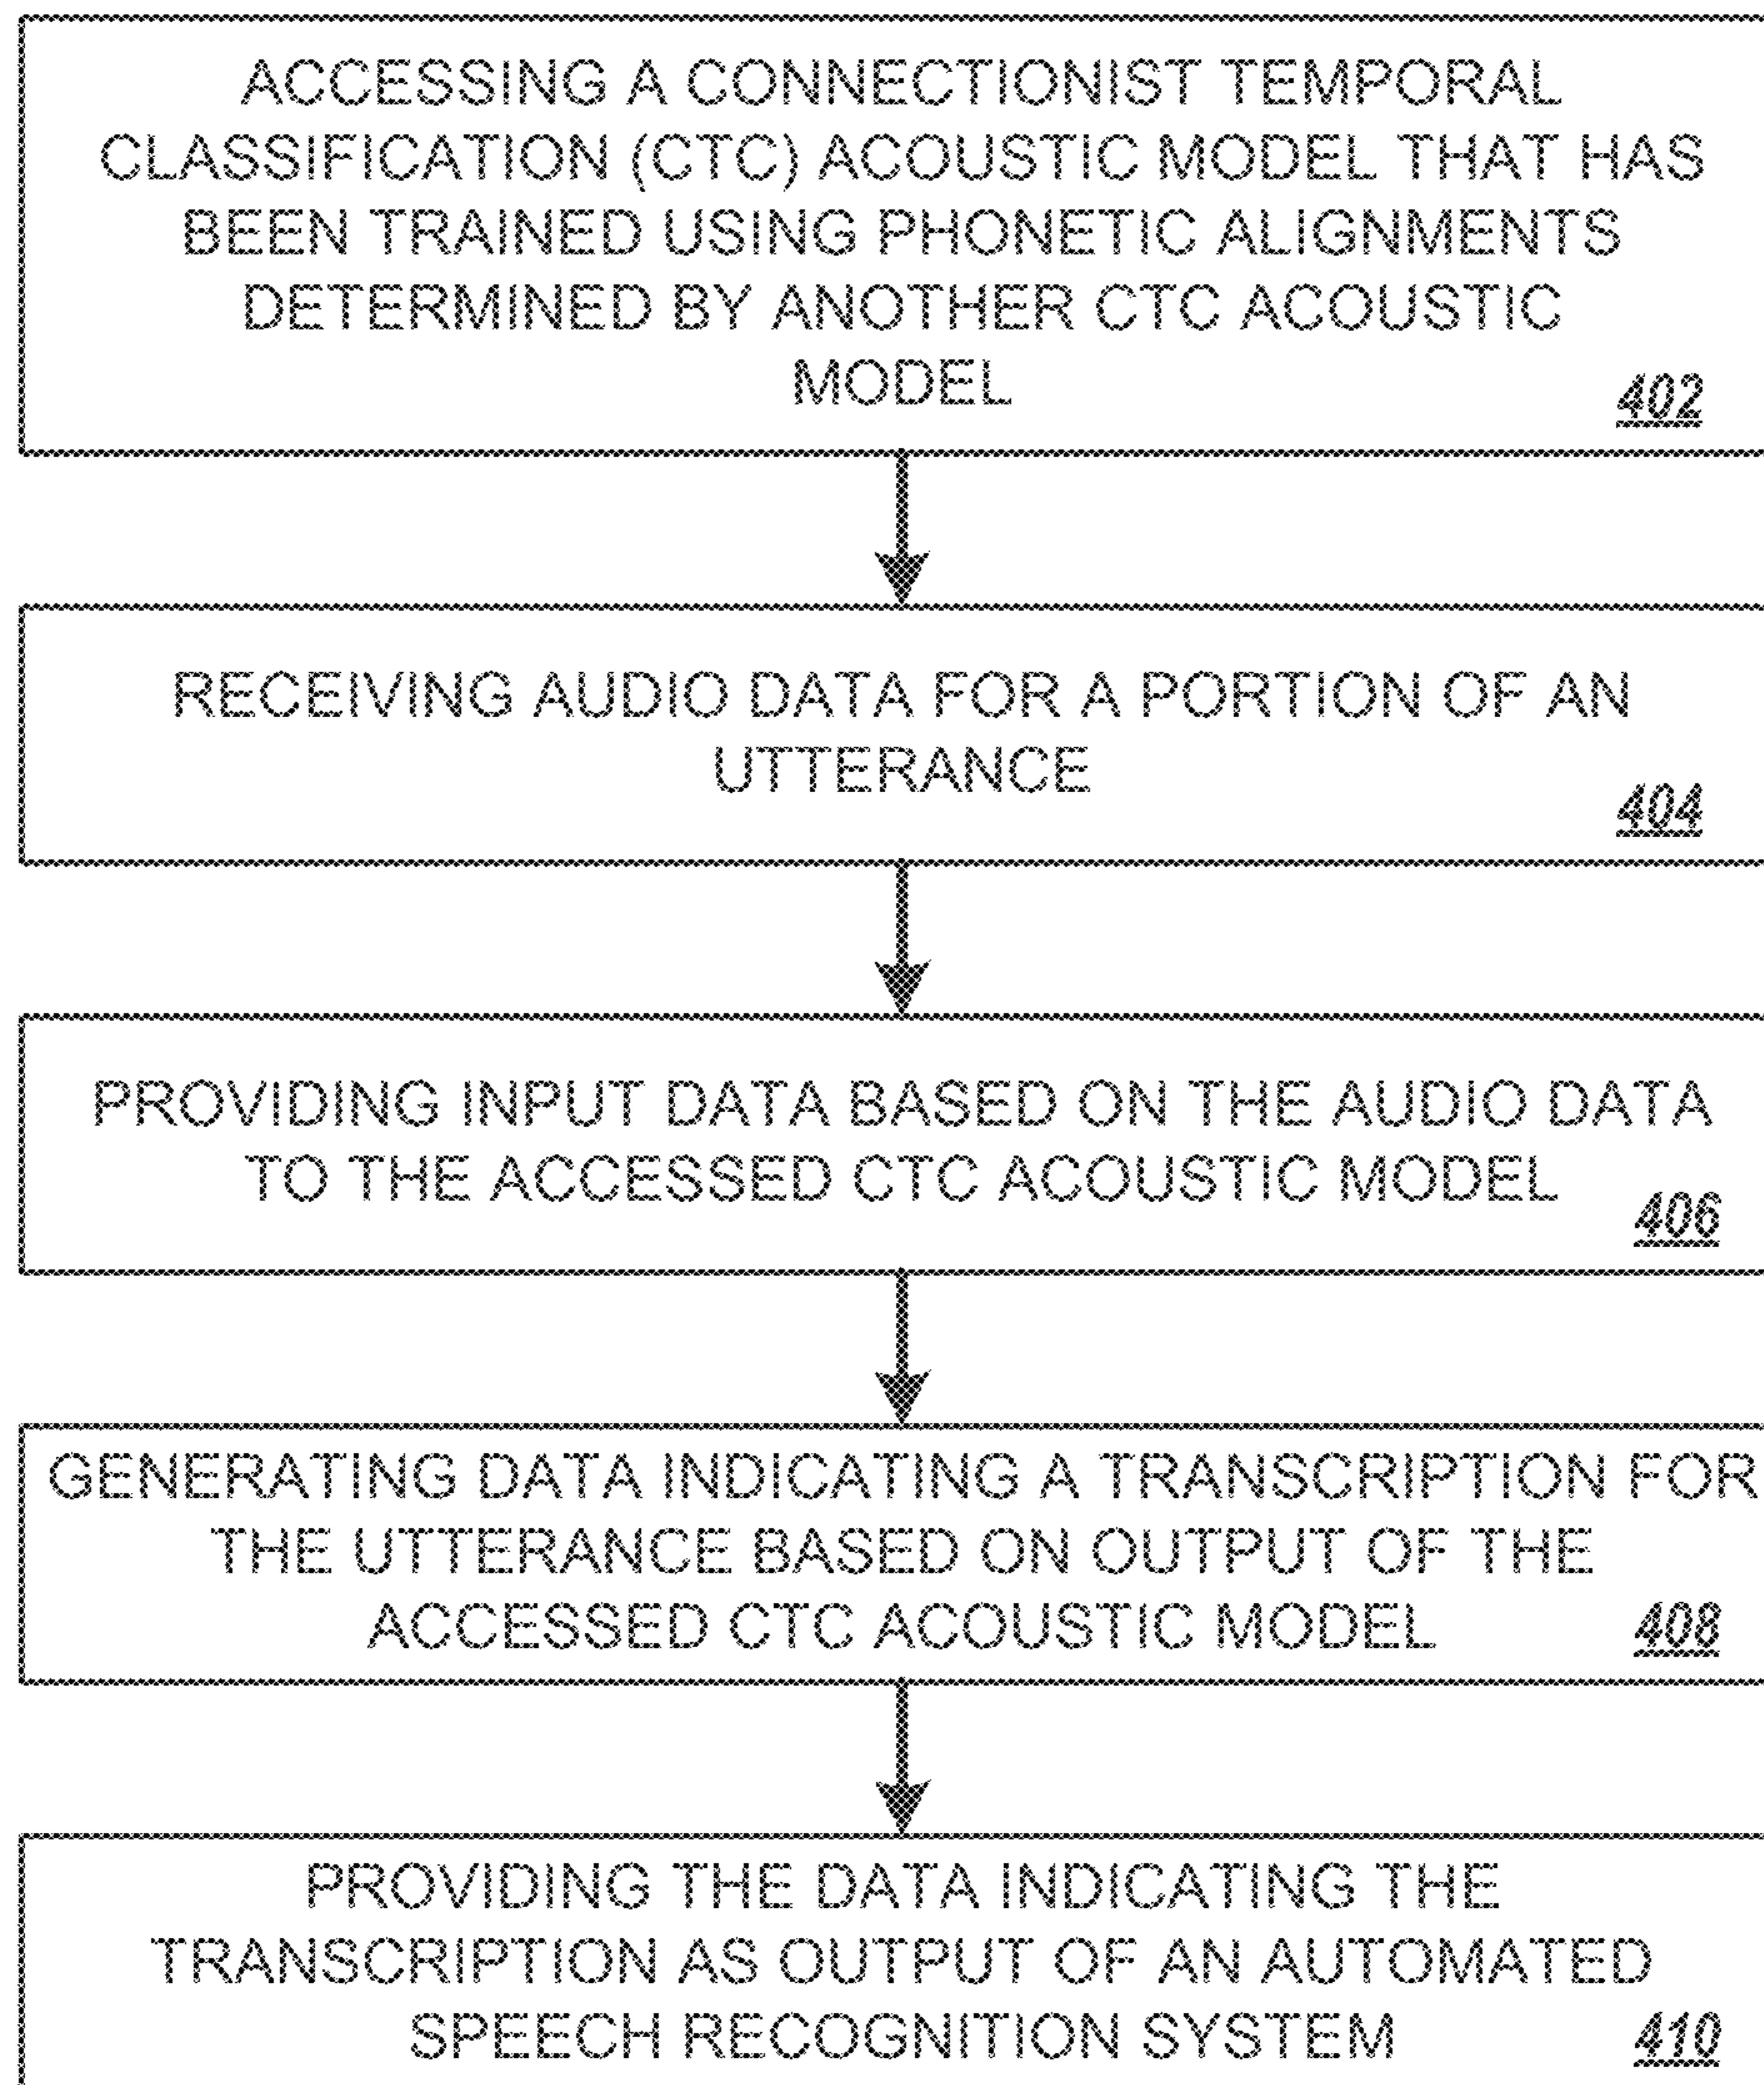 ACCESSING A CONNECTIONIST TEMPORAL
CLASSIFICATION (CTC) ACOUSTIC MODEL THAT HAS
BEEN TRAINED USING PHONETIC ALIGNMENTS
DETERMINED BY ANOTHER CTC ACOUSTIC
MODEL
402
RECEIVING AUDIO DATA FOR A PORTION OF AN
UTTERANCE
404
PROVIDING INPUT DATA BASED ON THE AUDIO DATA
TO THE ACCESSED CTC ACOUSTIC MODEL
406
GENERATING DATA INDICATING A TRANSCRIPTION FOR
THE UTTERANCE BASED ON OUTPUT OF THE
ACCESSED CTC ACOUSTIC MODEL
408
PROVIDING THE DATA INDICATING THE
TRANSCRIPTION AS OUTPUT OF AN AUTOMATED
SPEECH RECOGNITION SYSTEM
410